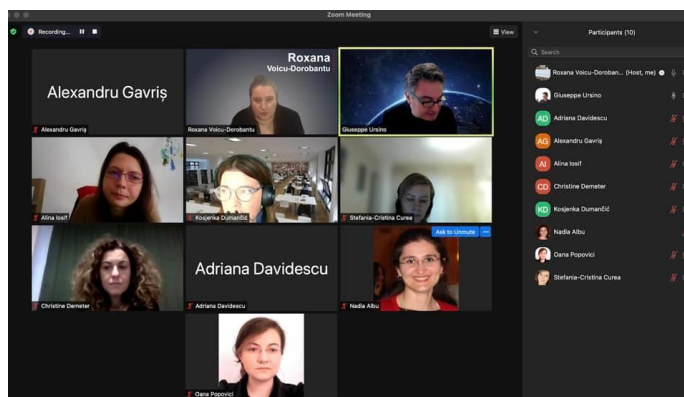 Zoom Meeting
Recording...
View
Participants (10)
Search
Alexandru Gavriș
Alexandru Gavriș
Roxana
Voicu-Dorobantu
Roxana Voicu-Dorobantu
Giuseppe Ursino
Alina Iosif
Kosjenka Dumančić
Stefania-Cristina Curea
Ask to Unmute
Christine Demeter
Adriana Davidescu
Adriana Davidescu
Nadia Albu
Oana Popovici
Roxana Voicu-Doroban... (Host, me)
Giuseppe Ursino
AD Adriana Davidescu
AG Alexandru Gavriș
AI Alina Iosif
CD Christine Demeter
KD Kosjenka Dumančić
Nadia Albu
Oana Popovici
Stefania-Cristina Curea